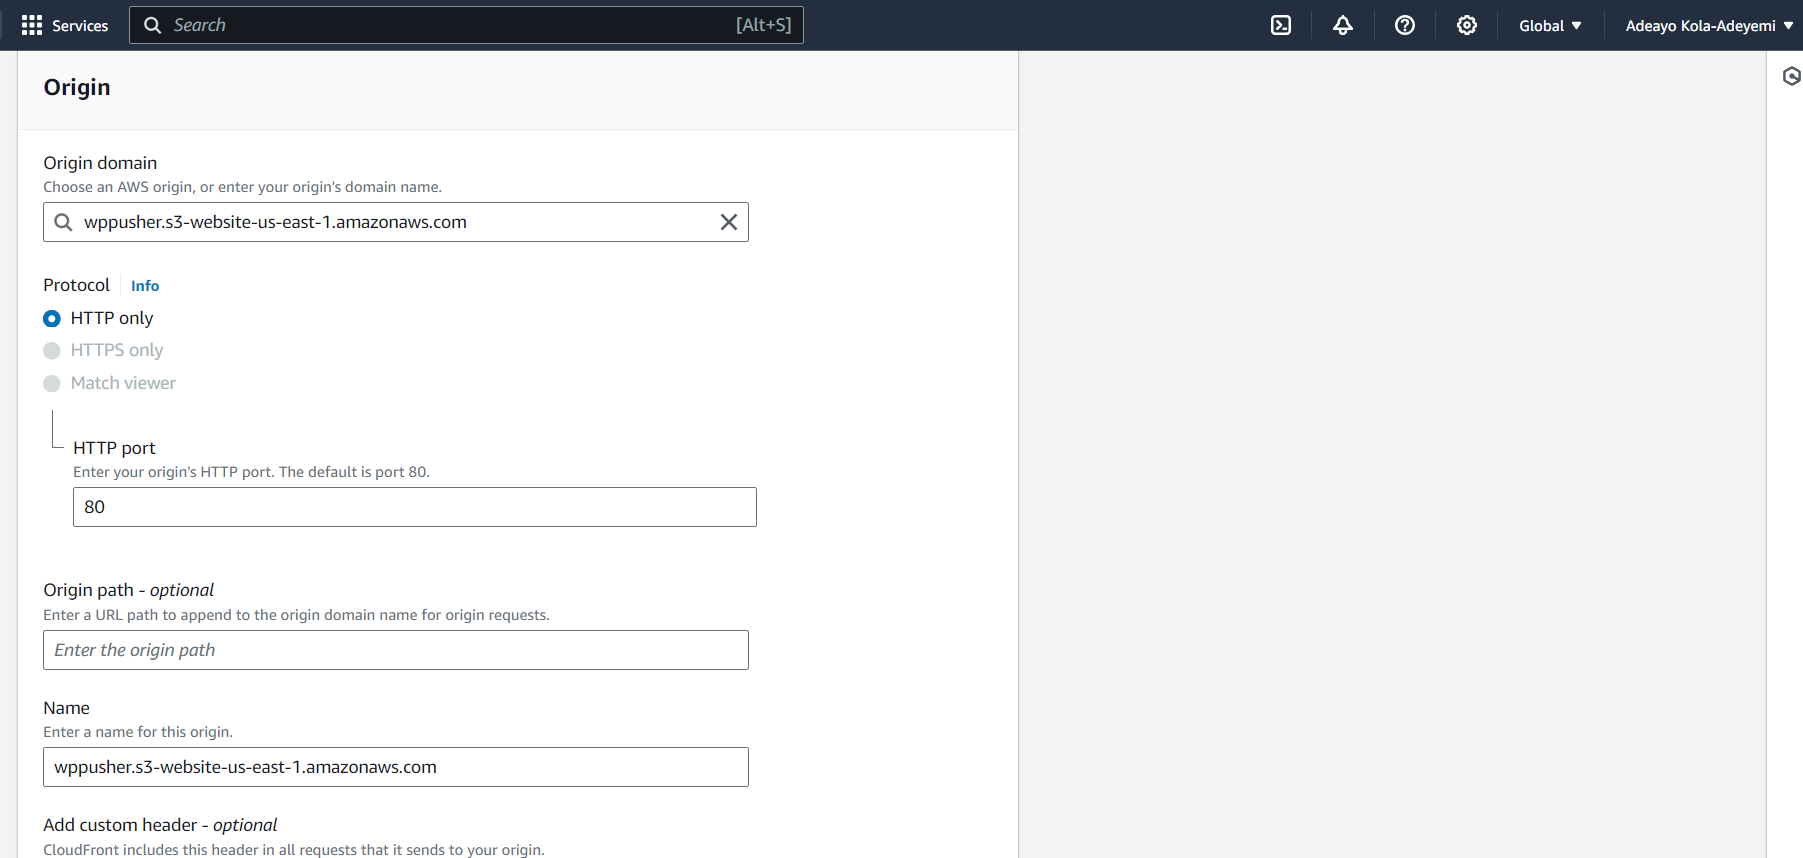 Services
Search [Alt+S]
Global
Adeayo Kola-Adeyemi
Origin
Origin domain
Choose an AWS origin, or enter your origin's domain name.
wppusher.s3-website-us-east-1.amazonaws.com
Protocol Info
HTTP only
HTTPS only
Match viewer
HTTP port
Enter your origin's HTTP port. The default is port 80.
80
Origin path - optional
Enter a URL path to append to the origin domain name for origin requests.
Enter the origin path
Name
Enter a name for this origin.
wppusher.s3-website-us-east-1.amazonaws.com
Add custom header - optional
CloudFront includes this header in all requests that it sends to your origin.